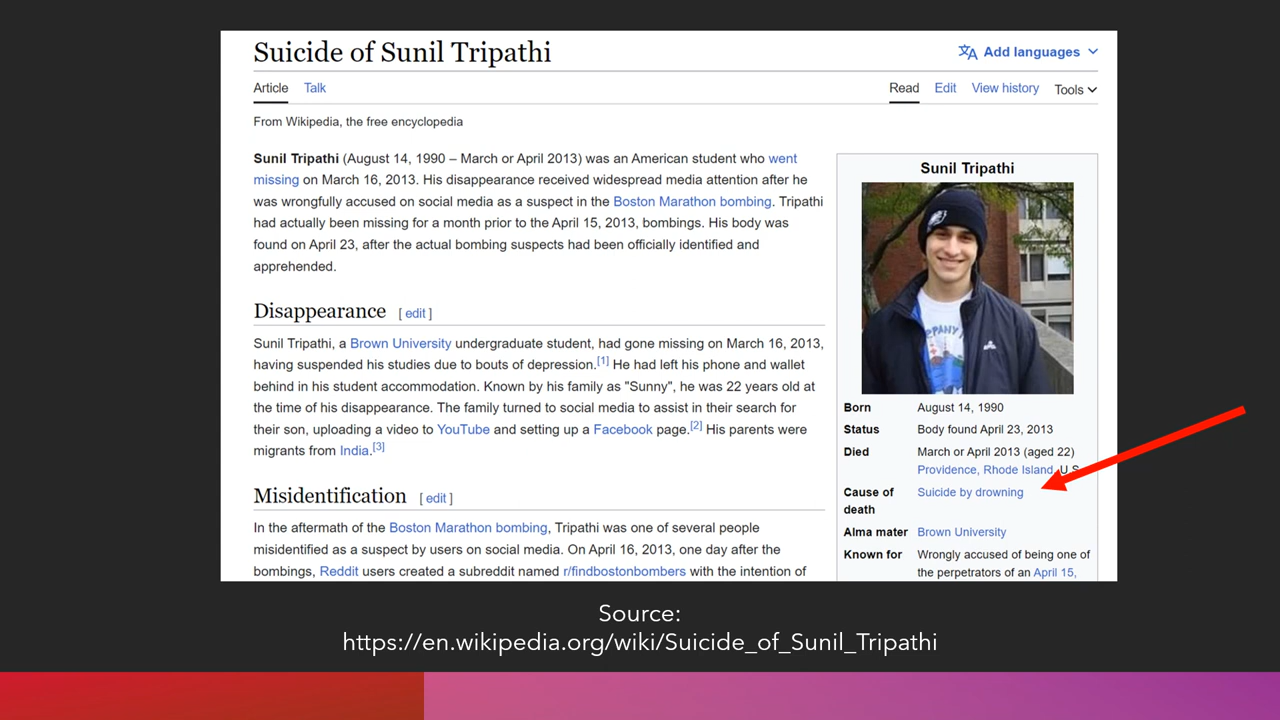 Suicide of Sunil Tripathi
Add languages
Article Talk
Read Edit View history Tools
From Wikipedia, the free encyclopedia
Sunil Tripathi (August 14, 1990 – March or April 2013) was an American student who went
missing on March 16, 2013. His disappearance received widespread media attention after he
was wrongfully accused on social media as a suspect in the Boston Marathon bombing. Tripathi
had actually been missing for a month prior to the April 15, 2013, bombings. His body was
found on April 23, after the actual bombing suspects had been officially identified and
apprehended.
Disappearance [ edit ]
Sunil Tripathi, a Brown University undergraduate student, had gone missing on March 16, 2013,
having suspended his studies due to bouts of depression.[1] He had left his phone and wallet
behind in his student accommodation. Known by his family as "Sunny", he was 22 years old at
the time of his disappearance. The family turned to social media to assist in their search for
their son, uploading a video to YouTube and setting up a Facebook page.[2] His parents were
migrants from India.[3]
Misidentification [ edit ]
In the aftermath of the Boston Marathon bombing, Tripathi was one of several people
misidentified as a suspect by users on social media. On April 16, 2013, one day after the
bombings, Reddit users created a subreddit named r/findbostonbombers with the intention of
Sunil Tripathi
Born August 14, 1990
Status Body found April 23, 2013
Died March or April 2013 (aged 22)
Providence, Rhode Island, U.S.
Cause of Suicide by drowning
death
Alma mater Brown University
Known for Wrongly accused of being one of
the perpetrators of an April 15,
Source:
https://en.wikipedia.org/wiki/Suicide_of_Sunil_Tripathi